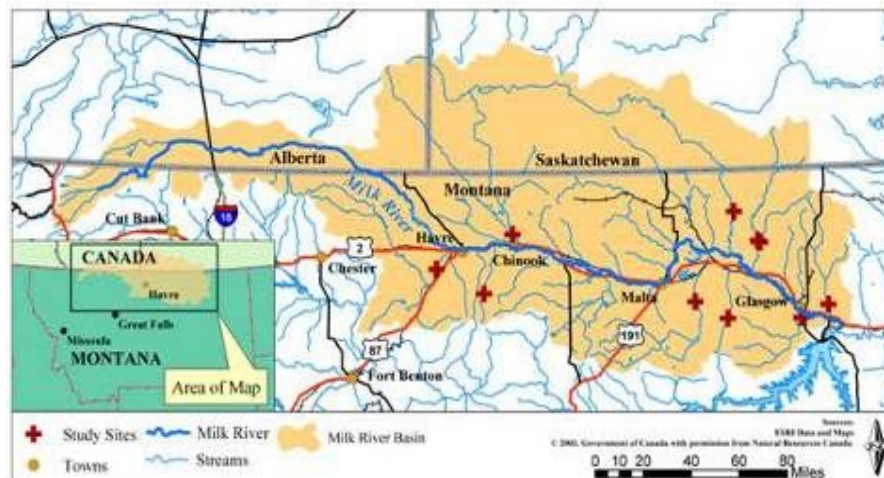 Alberta
Saskatchewan
Milk River
Montana
15
Cut Bank
2
Havre
Chester
Chinook
Malta
Glasgow
191
87
Fort Benton
CANADA
Havre
Great Falls
Missoula
MONTANA
Area of Map
Study Sites
Milk River
Milk River Basin
Towns
Streams
Sources:
ESRI Data and Maps
© 2003, Government of Canada with permission from Natural Resources Canada
0 10 20 40 60 80
Miles